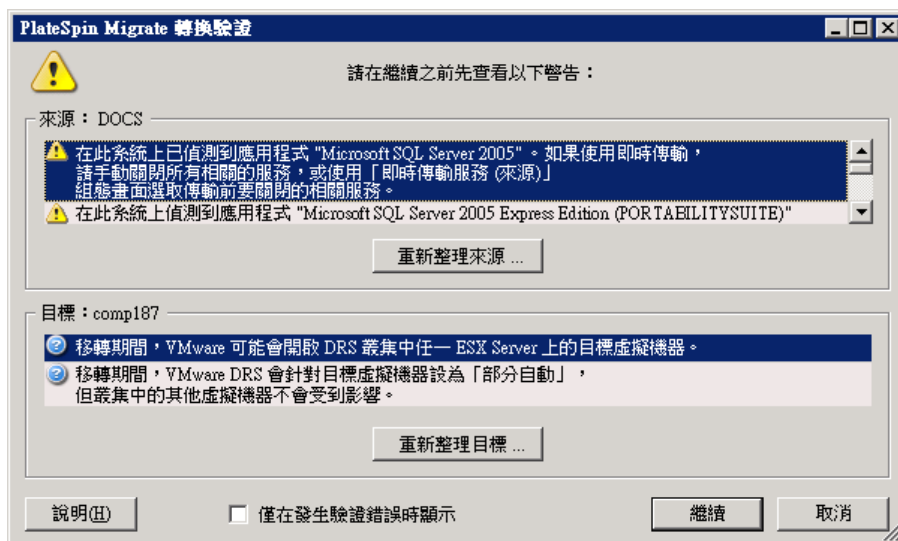 PlateSpin Migrate 轉換驗證
請在繼續之前先查看以下警告：
來源： DOCS
在此系統上已偵測到應用程式 "Microsoft SQL Server 2005"。如果使用即時傳輸，
請手動關閉所有相關的服務，或使用「即時傳輸服務 (來源)」
組態畫面選取傳輸前要關閉的相關服務。
在此系統上偵測到應用程式 "Microsoft SQL Server 2005 Express Edition (PORTABILITYSUITE)"
重新整理來源 ...
目標：comp187
移轉期間，VMware 可能會開啟 DRS 叢集中任一 ESX Server 上的目標虛擬機器。
移轉期間，VMware DRS 會針對目標虛擬機器設為「部分自動」，
但叢集中的其他虛擬機器不會受到影響。
重新整理目標 ...
說明(H)
僅在發生驗證錯誤時顯示
繼續
取消